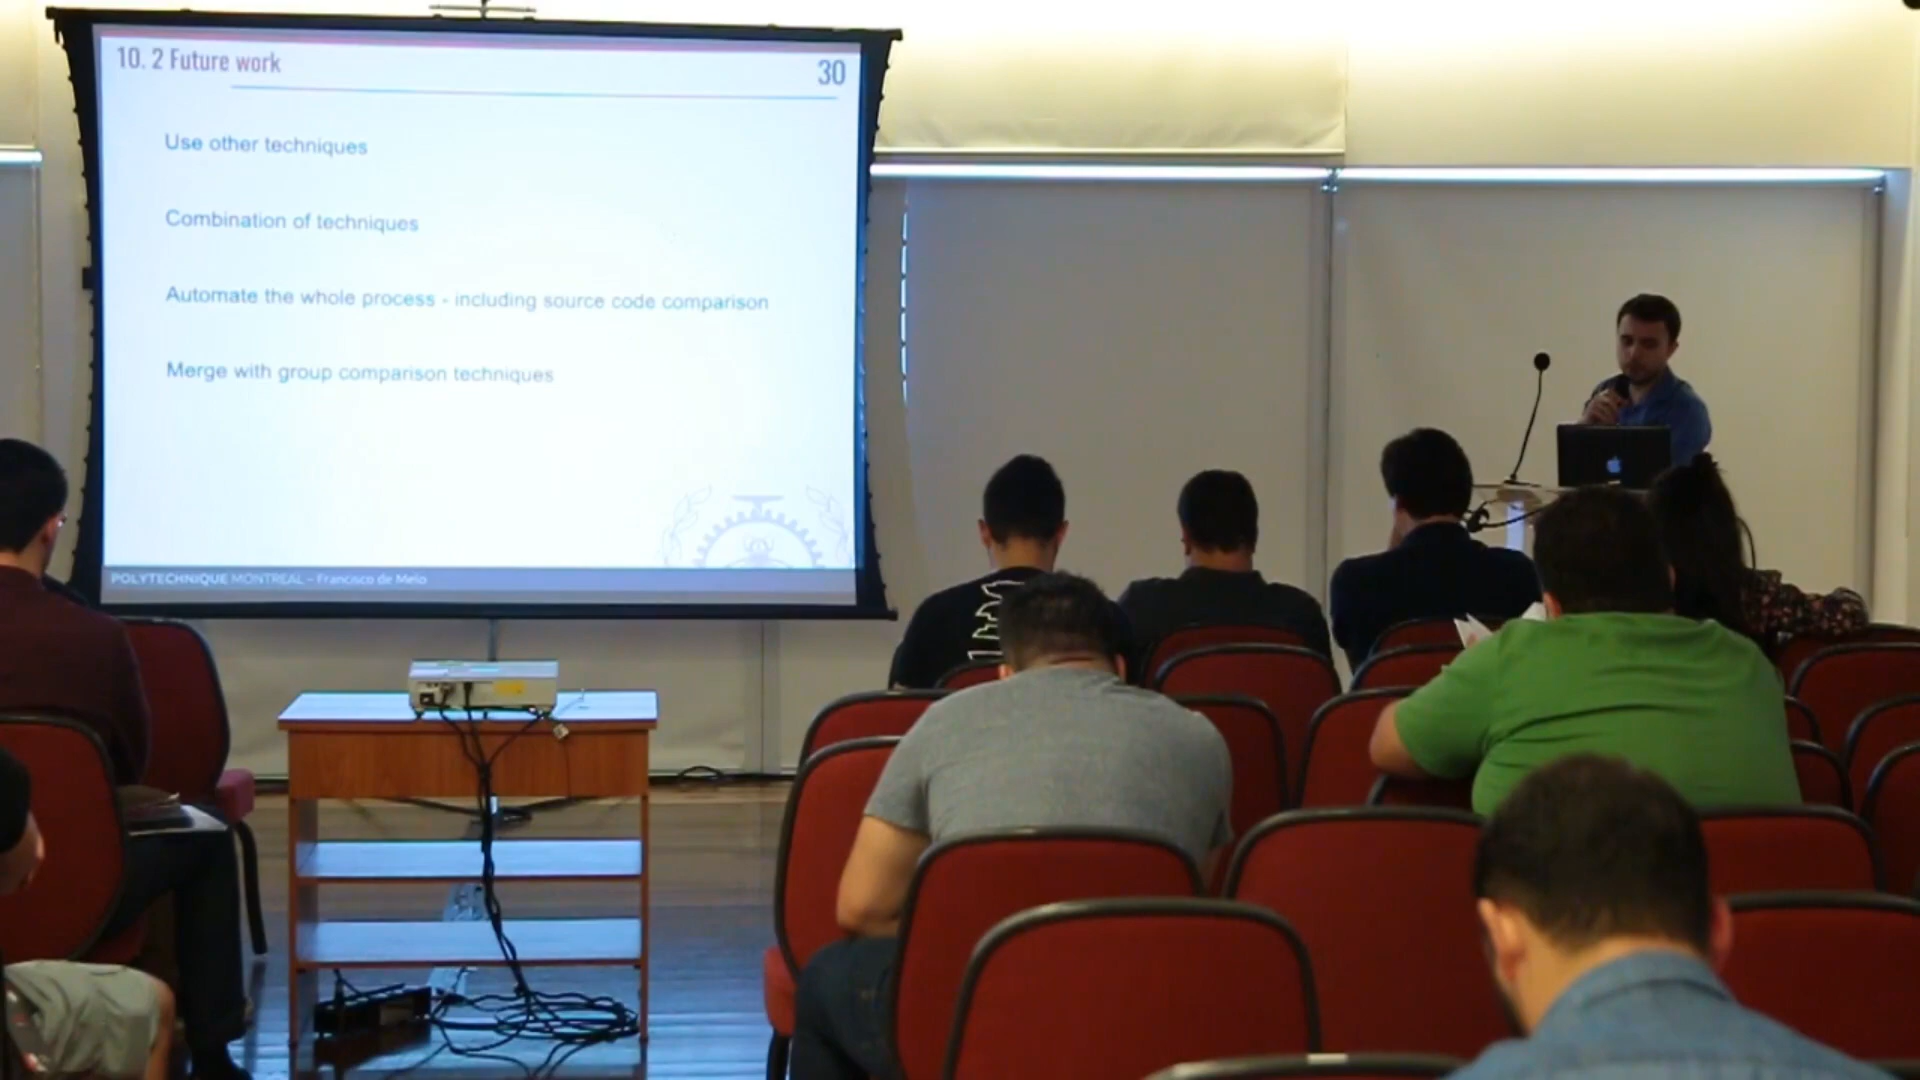 10. 2 Future work
30
Use other techniques
Combination of techniques
Automate the whole process - including source code comparison
Merge with group comparison techniques
POLYTECHNIQUE MONTREAL – Francisco de Melo